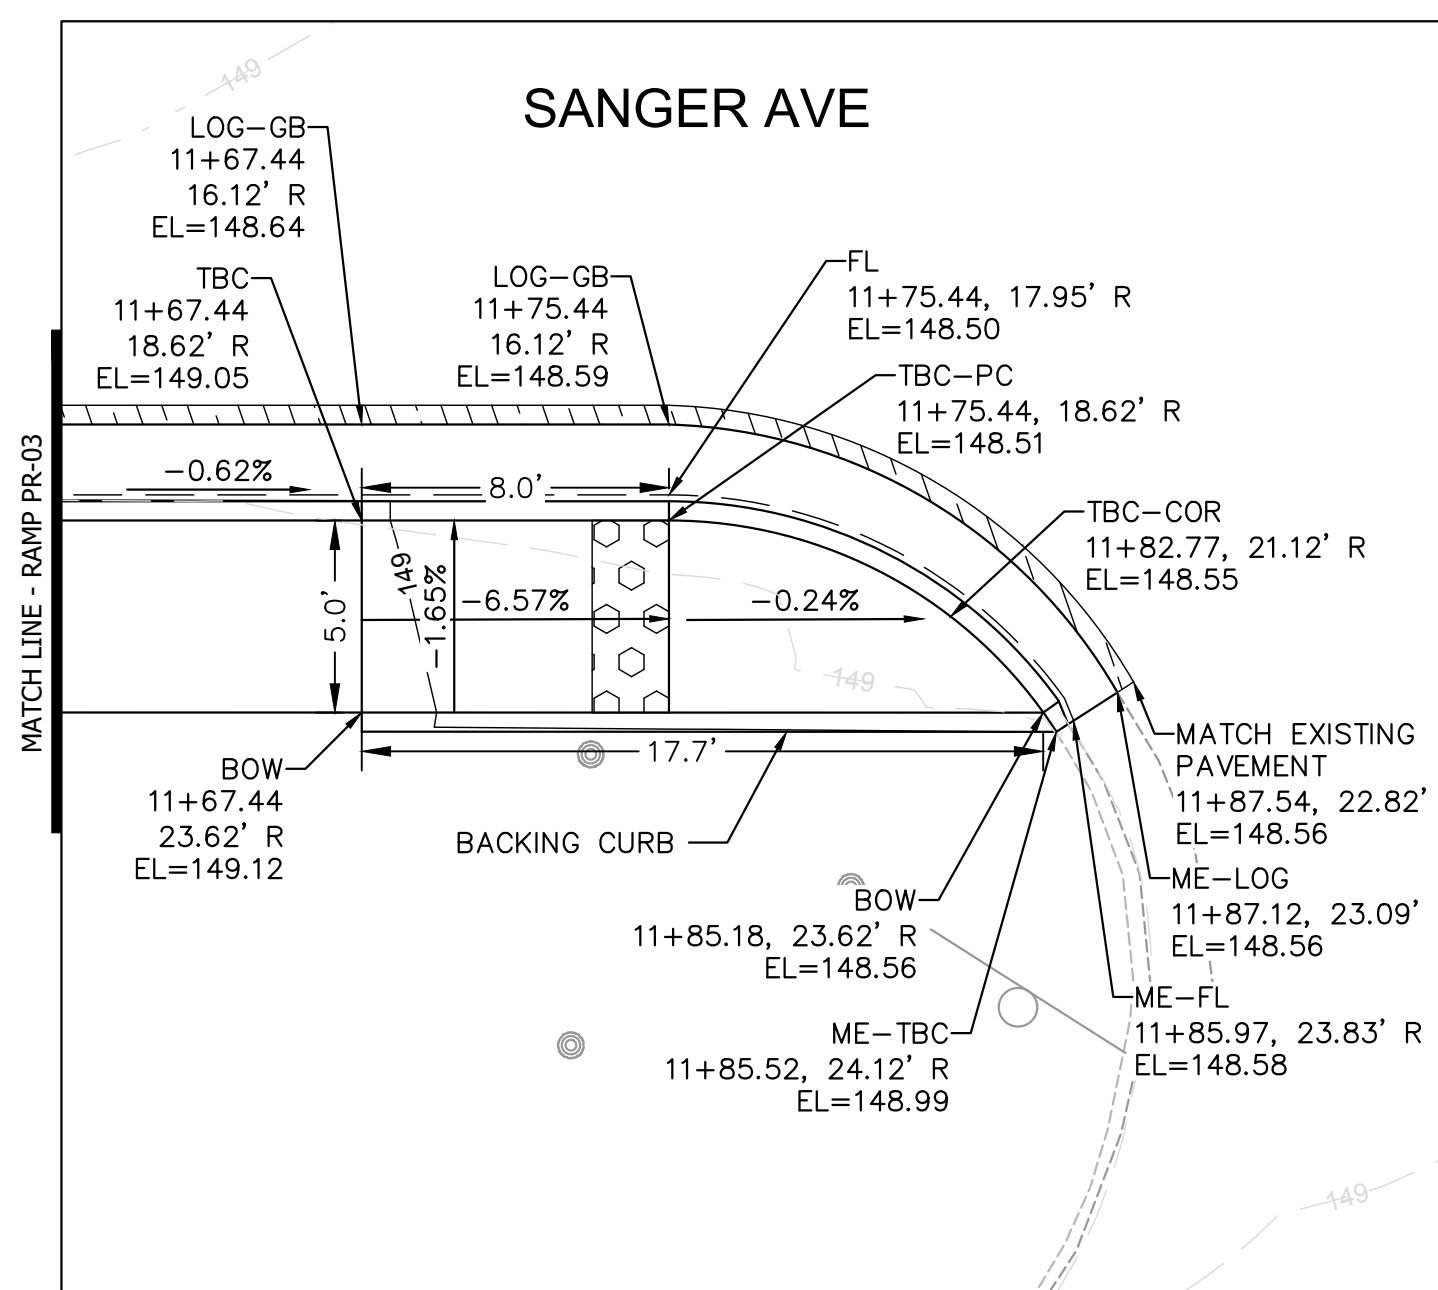 149
SANGER AVE
LOG-GB
11+67.44
16.12' R
EL=148.64
TBC
11+67.44
18.62' R
EL=149.05
LOG-GB
11+75.44
16.12' R
EL=148.59
FL
11+75.44, 17.95' R
EL=148.50
TBC-PC
11+75.44, 18.62' R
EL=148.51
TBC-COR
11+82.77, 21.12' R
EL=148.55
MATCH LINE - RAMP PR-03
-0.62%
8.0'
5.0'
149
-1.65%
-6.57%
-0.24%
149
17.7'
BOW
11+67.44
23.62' R
EL=149.12
BACKING CURB
MATCH EXISTING
PAVEMENT
11+87.54, 22.82'
EL=148.56
ME-LOG
11+87.12, 23.09'
EL=148.56
BOW
11+85.18, 23.62' R
EL=148.56
ME-FL
11+85.97, 23.83' R
EL=148.58
ME-TBC
11+85.52, 24.12' R
EL=148.99
149